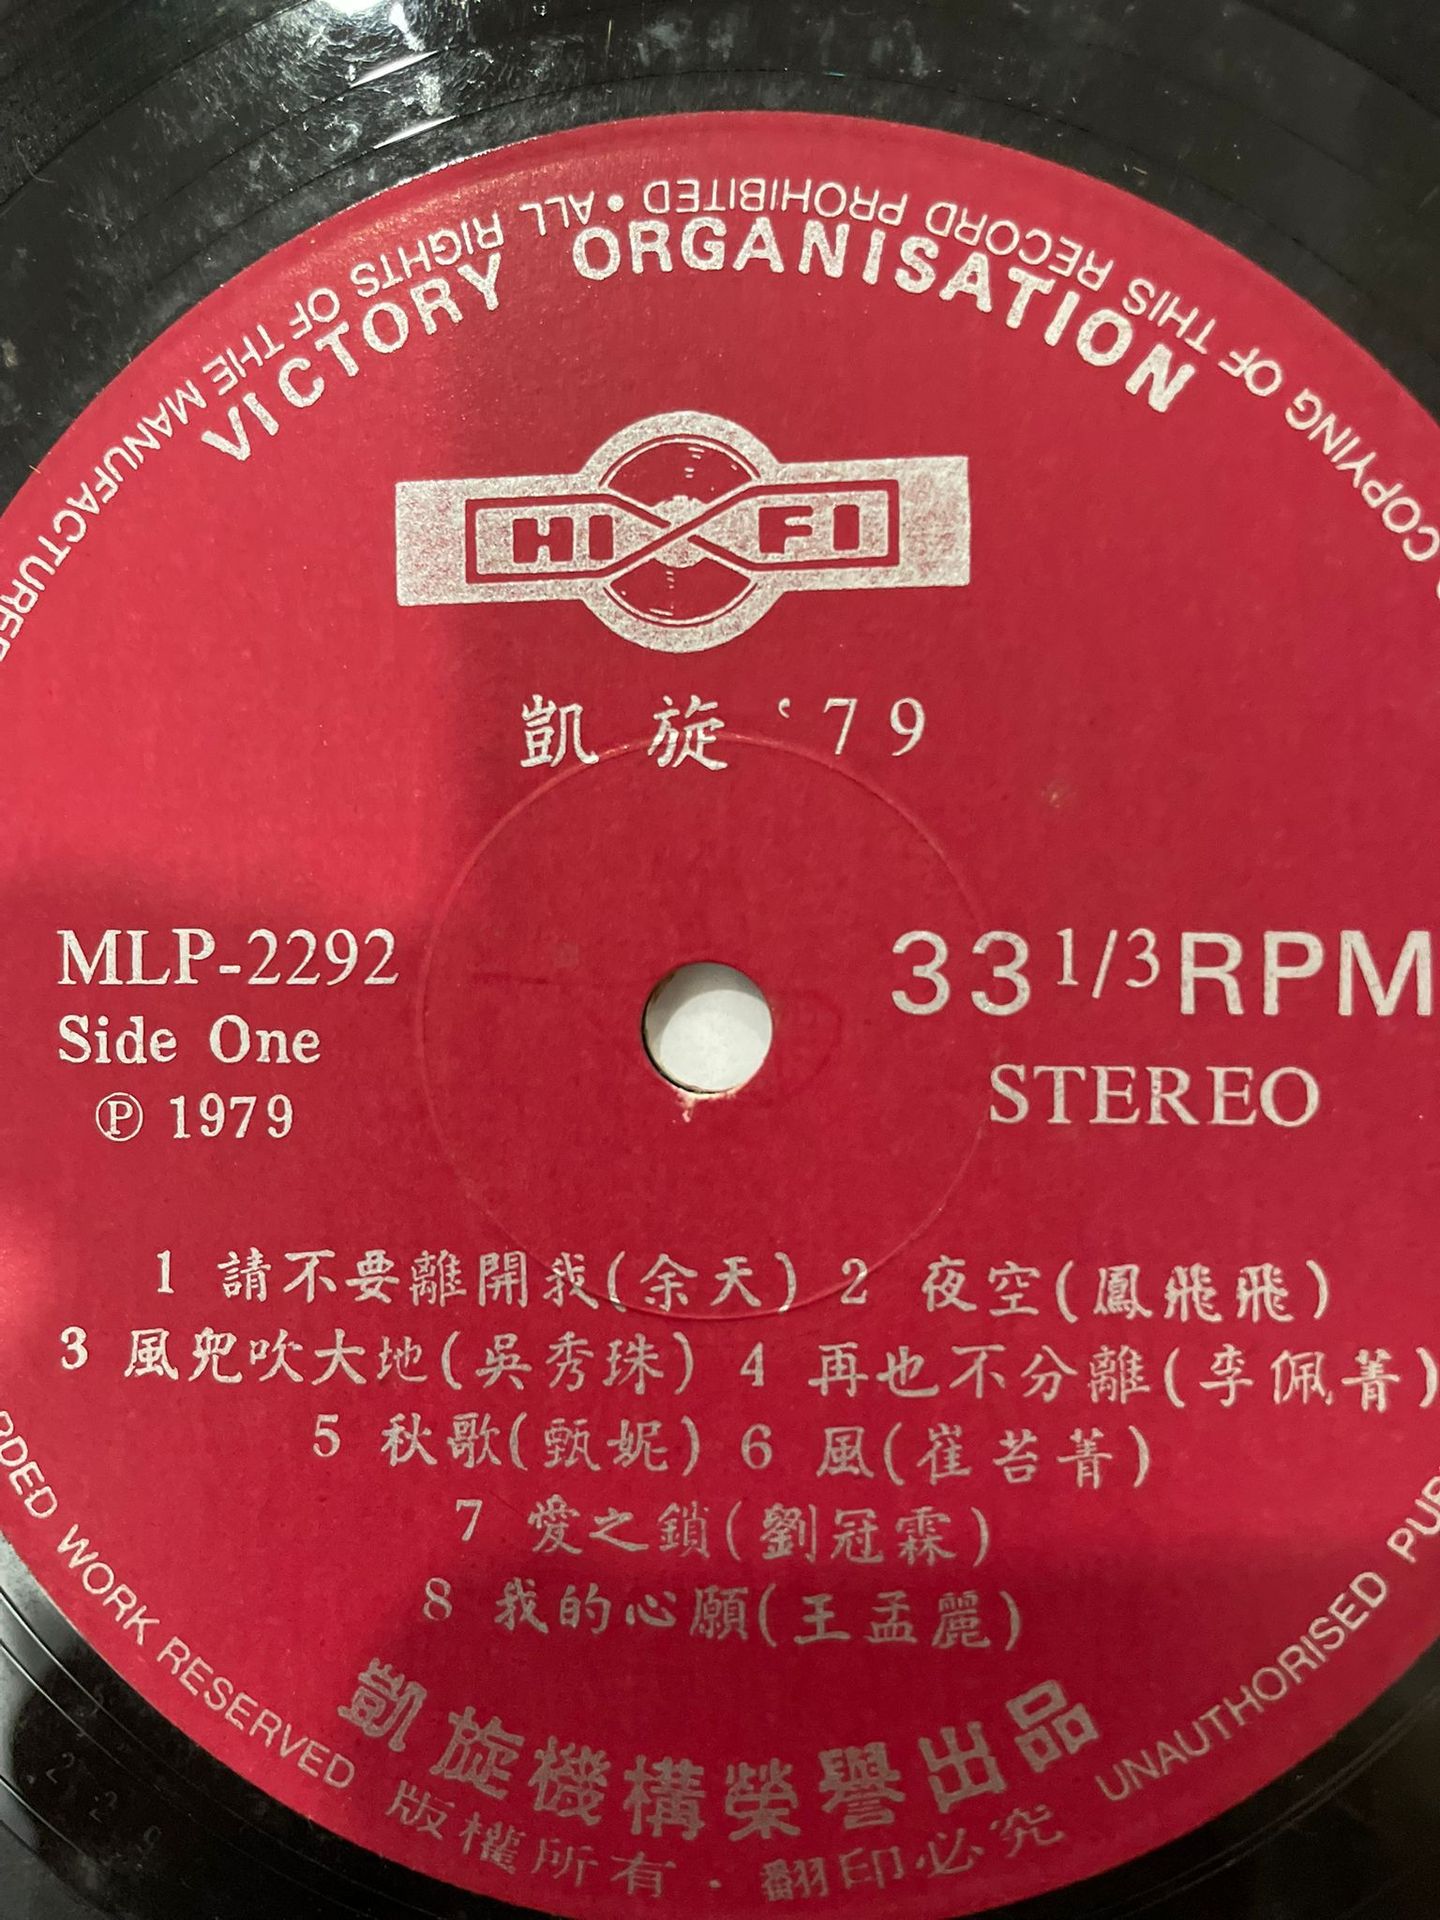 MANUFACTURER
OF THE RIGHTS ALL • PROHIBITED RECORD THIS OF COPYING
VICTORY ORGANISATION
HI FI
凱旋 ‘79
MLP-2292
33 1/3 RPM
Side One
STEREO
℗ 1979
1 請不要離開我(余天) 2 夜空(鳳飛飛)
3 風兜吹大地(吳秀珠) 4 再也不分離(李佩菁)
5 秋歌(甄妮) 6 風(崔苔菁)
7 愛之鎖(劉冠霖)
8 我的心願(王孟麗)
凱旋機構榮譽出品
WORK RESERVED 版權所有 · 翻印必究 UNAUTHORISED